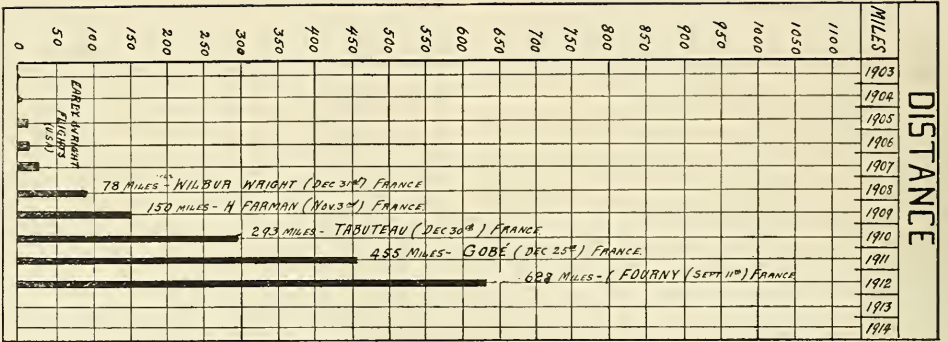 DISTANCE
0 50 100 150 200 250 300 350 400 450 500 550 600 650 700 750 800 850 900 950 1000 1050 1100 MILES
1903
1904
1905
1906
1907
1908
1909
1910
1911
1912
1913
1914
EARLY WRIGHT
FLIGHTS
(USA)
78 MILES - WILBUR WRIGHT (DEC 31st) FRANCE
150 MILES - H FARMAN (NOV. 3rd) FRANCE
293 MILES - TABUTEAU (DEC 30th) FRANCE
455 MILES - GOBÉ (DEC 25th) FRANCE
628 MILES - ( FOURNY (SEPT 11th) FRANCE